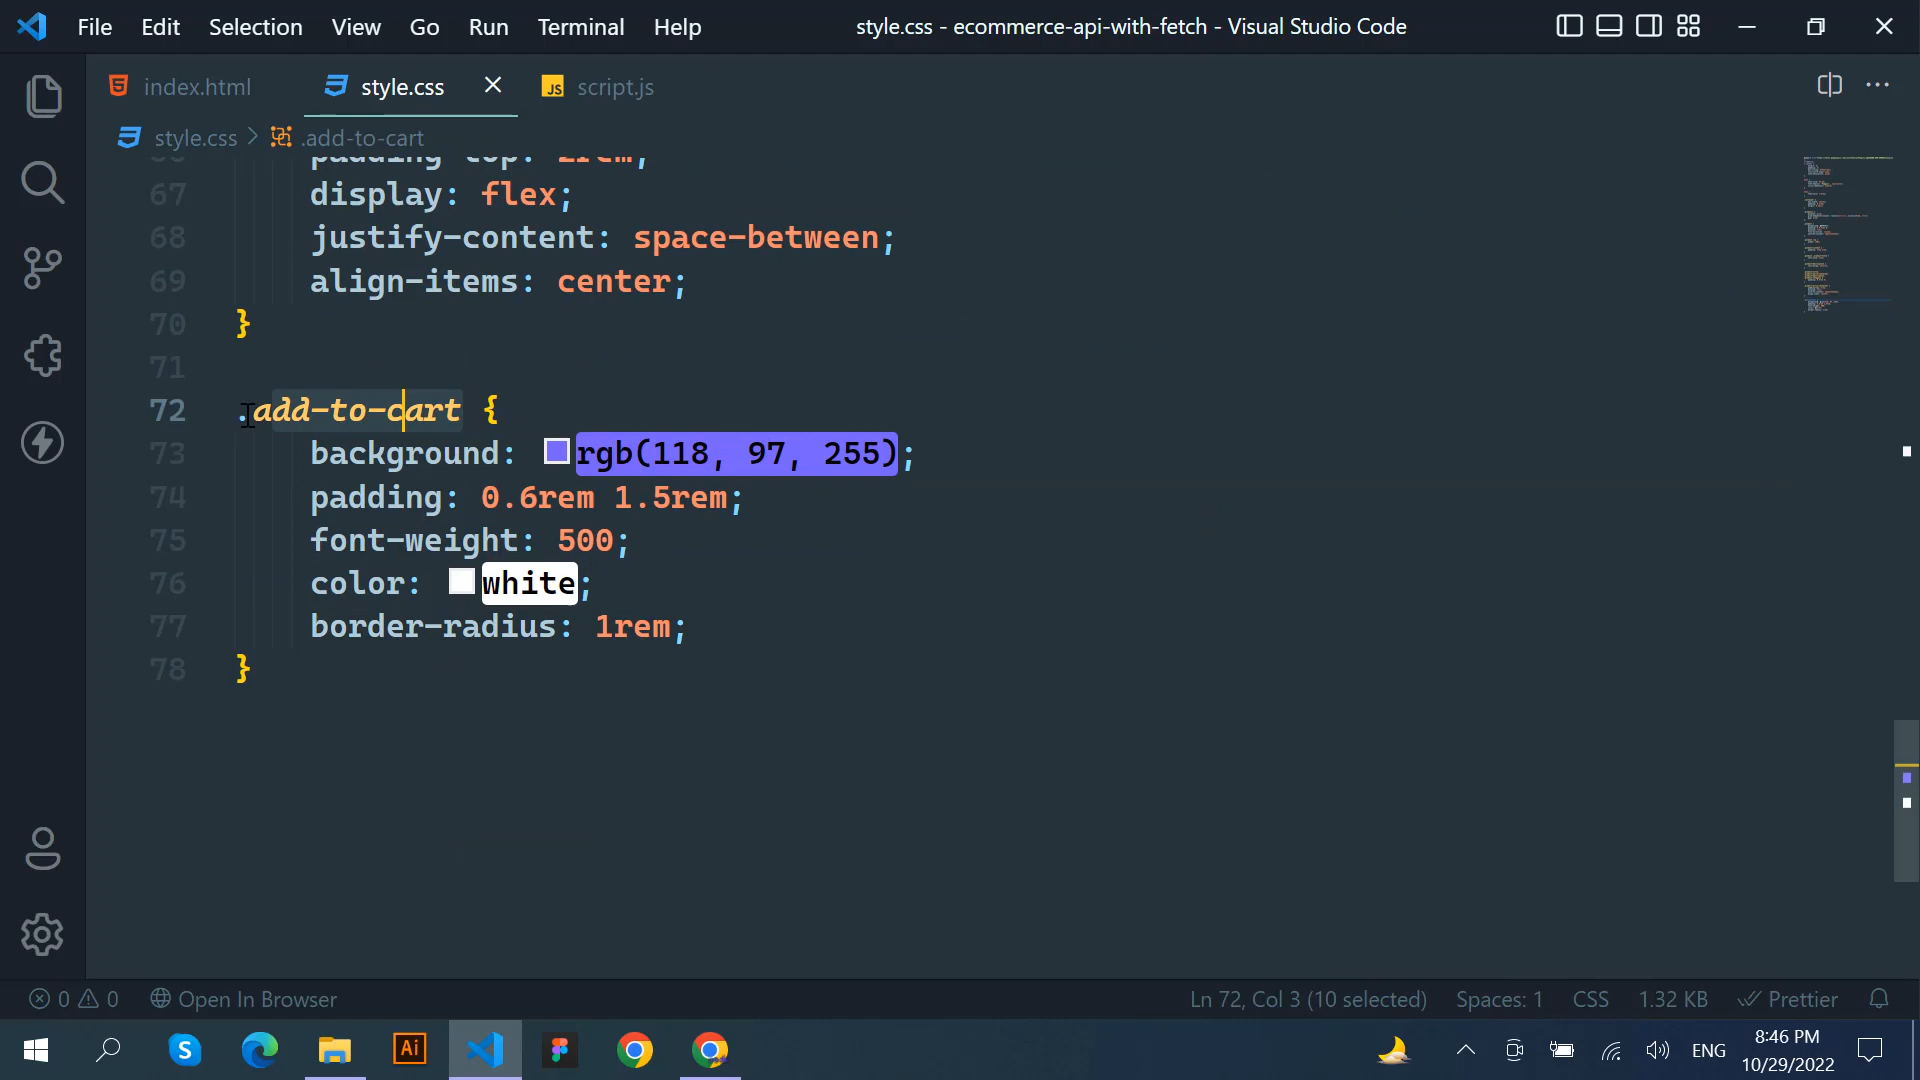 File Edit Selection View Go Run Terminal Help
style.css - ecommerce-api-with-fetch - Visual Studio Code
index.html
style.css
JS script.js
style.css > .add-to-cart
67 display: flex;
68 justify-content: space-between;
69 align-items: center;
70 }
71
72 .add-to-cart {
73 background: rgb(118, 97, 255);
74 padding: 0.6rem 1.5rem;
75 font-weight: 500;
76 color: white;
77 border-radius: 1rem;
78 }
0 0 Open In Browser
Ln 72, Col 3 (10 selected) Spaces: 1 CSS 1.32 KB Prettier
S
Ai
ENG
8:46 PM
10/29/2022